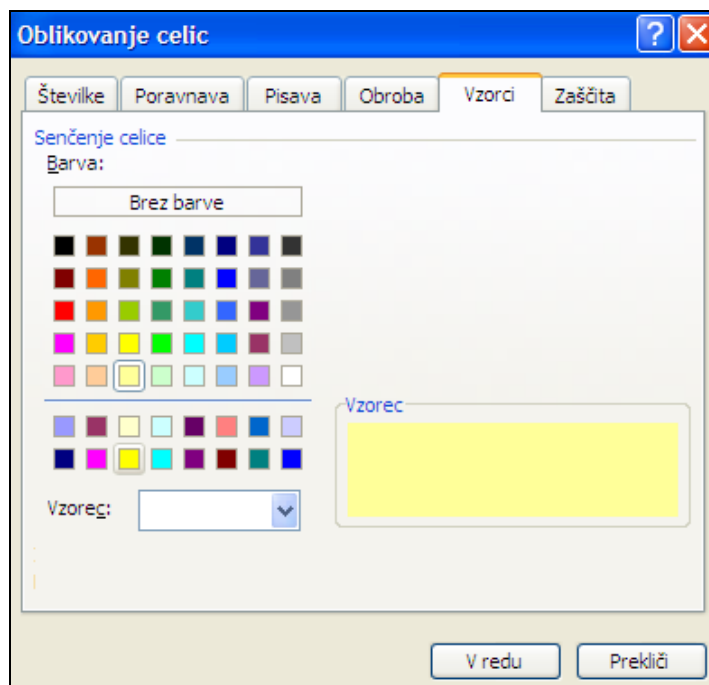 Oblikovanje celic
Številke Poravnava Pisava Obroba Vzorci Zaščita
Senčenje celice
Barva:
Brez barve
Vzorec
Vzorec:
V redu Prekliči